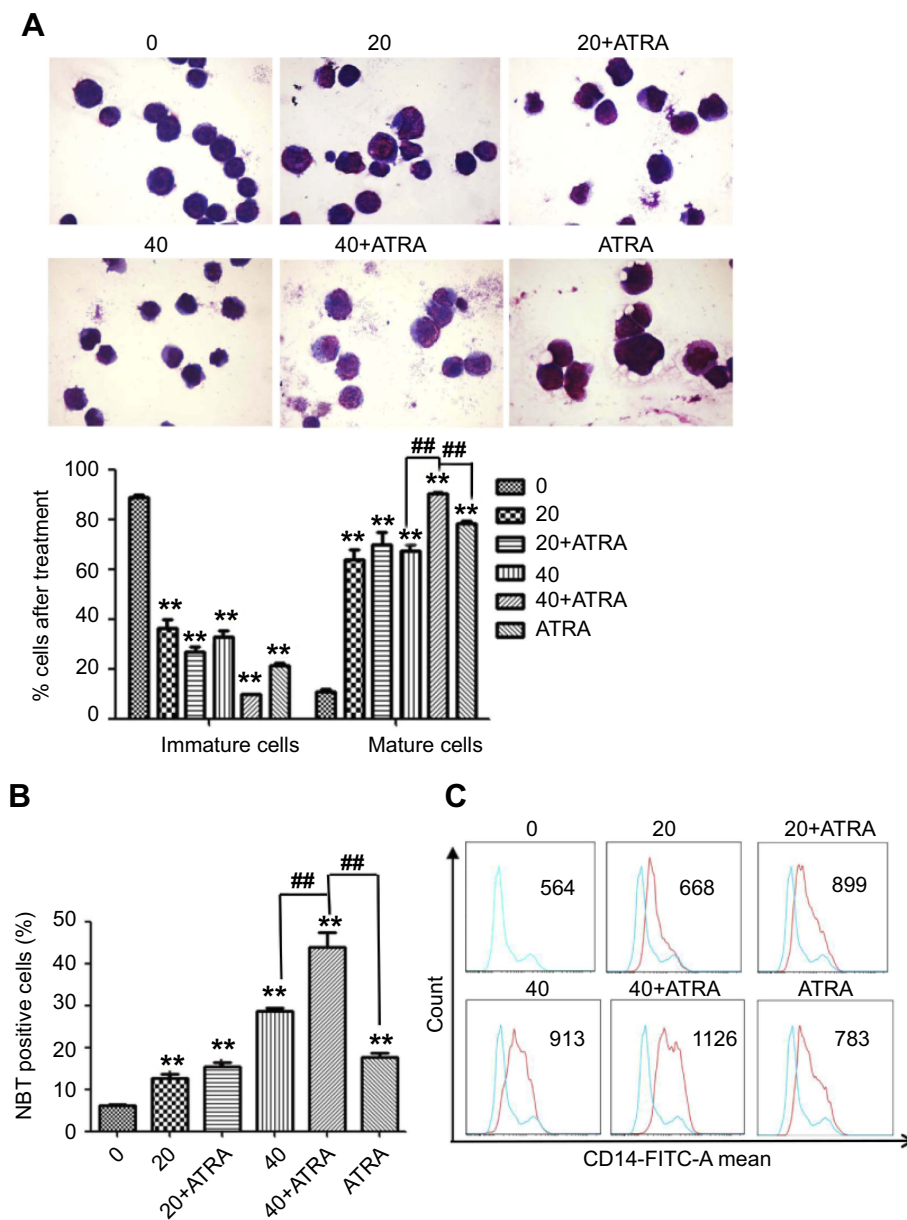 A
0 20 20+ATRA
40 40+ATRA ATRA
## ##
** ** ** ** **
** ** ** ** **
% cells after treatment
100
80
60
40
20
0
Immature cells Mature cells
0
20
20+ATRA
40
40+ATRA
ATRA
B
NBT positive cells (%)
50
40
30
20
10
0
## ##
** ** ** ** **
0 20 20+ATRA 40 40+ATRA ATRA
C
0 20 20+ATRA
564 668 899
40 40+ATRA ATRA
913 1126 783
Count
CD14-FITC-A mean